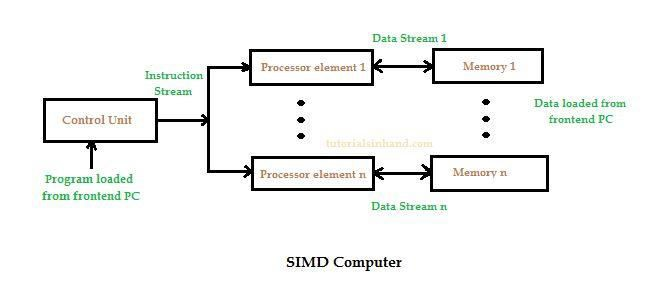 Data Stream 1
Instruction
Stream
Processor element 1
Memory 1
Control Unit
Data loaded from
frontend PC
tutorialsinhand.com
Program loaded
from frontend PC
Processor element n
Memory n
Data Stream n
SIMD Computer